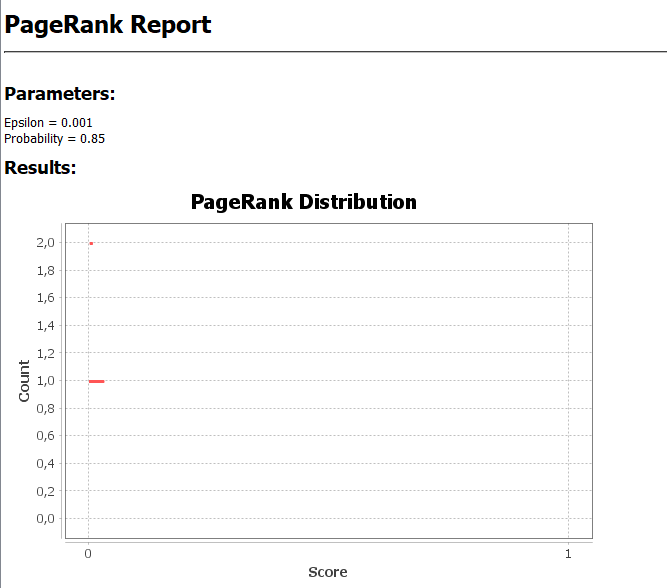 PageRank Report
Parameters:
Epsilon = 0.001
Probability = 0.85
Results:
PageRank Distribution
2,0
1,8
1,6
1,4
1,2
1,0
0,8
0,6
0,4
0,2
0,0
Count
0 1
Score